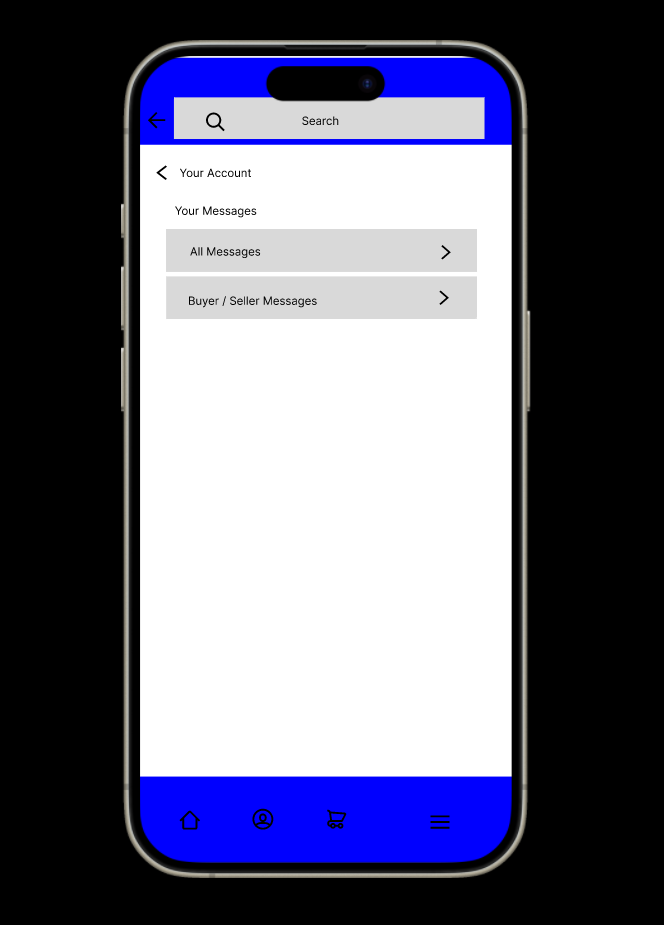 Search
Your Account
Your Messages
All Messages
Buyer / Seller Messages